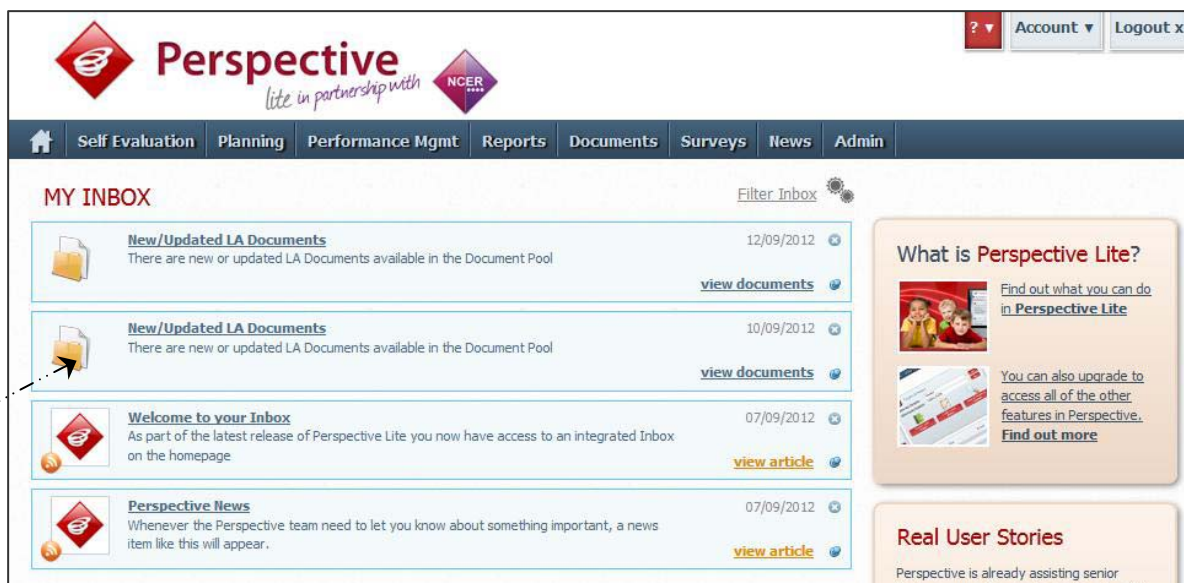 ? ▾ Account ▾ Logout x
Perspective
lite in partnership with NCER
Self Evaluation Planning Performance Mgmt Reports Documents Surveys News Admin
MY INBOX Filter Inbox
New/Updated LA Documents 12/09/2012
There are new or updated LA Documents available in the Document Pool
view documents
New/Updated LA Documents 10/09/2012
There are new or updated LA Documents available in the Document Pool
view documents
Welcome to your Inbox 07/09/2012
As part of the latest release of Perspective Lite you now have access to an integrated Inbox
on the homepage
view article
Perspective News 07/09/2012
Whenever the Perspective team need to let you know about something important, a news
item like this will appear.
view article
What is Perspective Lite?
Find out what you can do
in Perspective Lite
You can also upgrade to
access all of the other
features in Perspective.
Find out more
Real User Stories
Perspective is already assisting senior